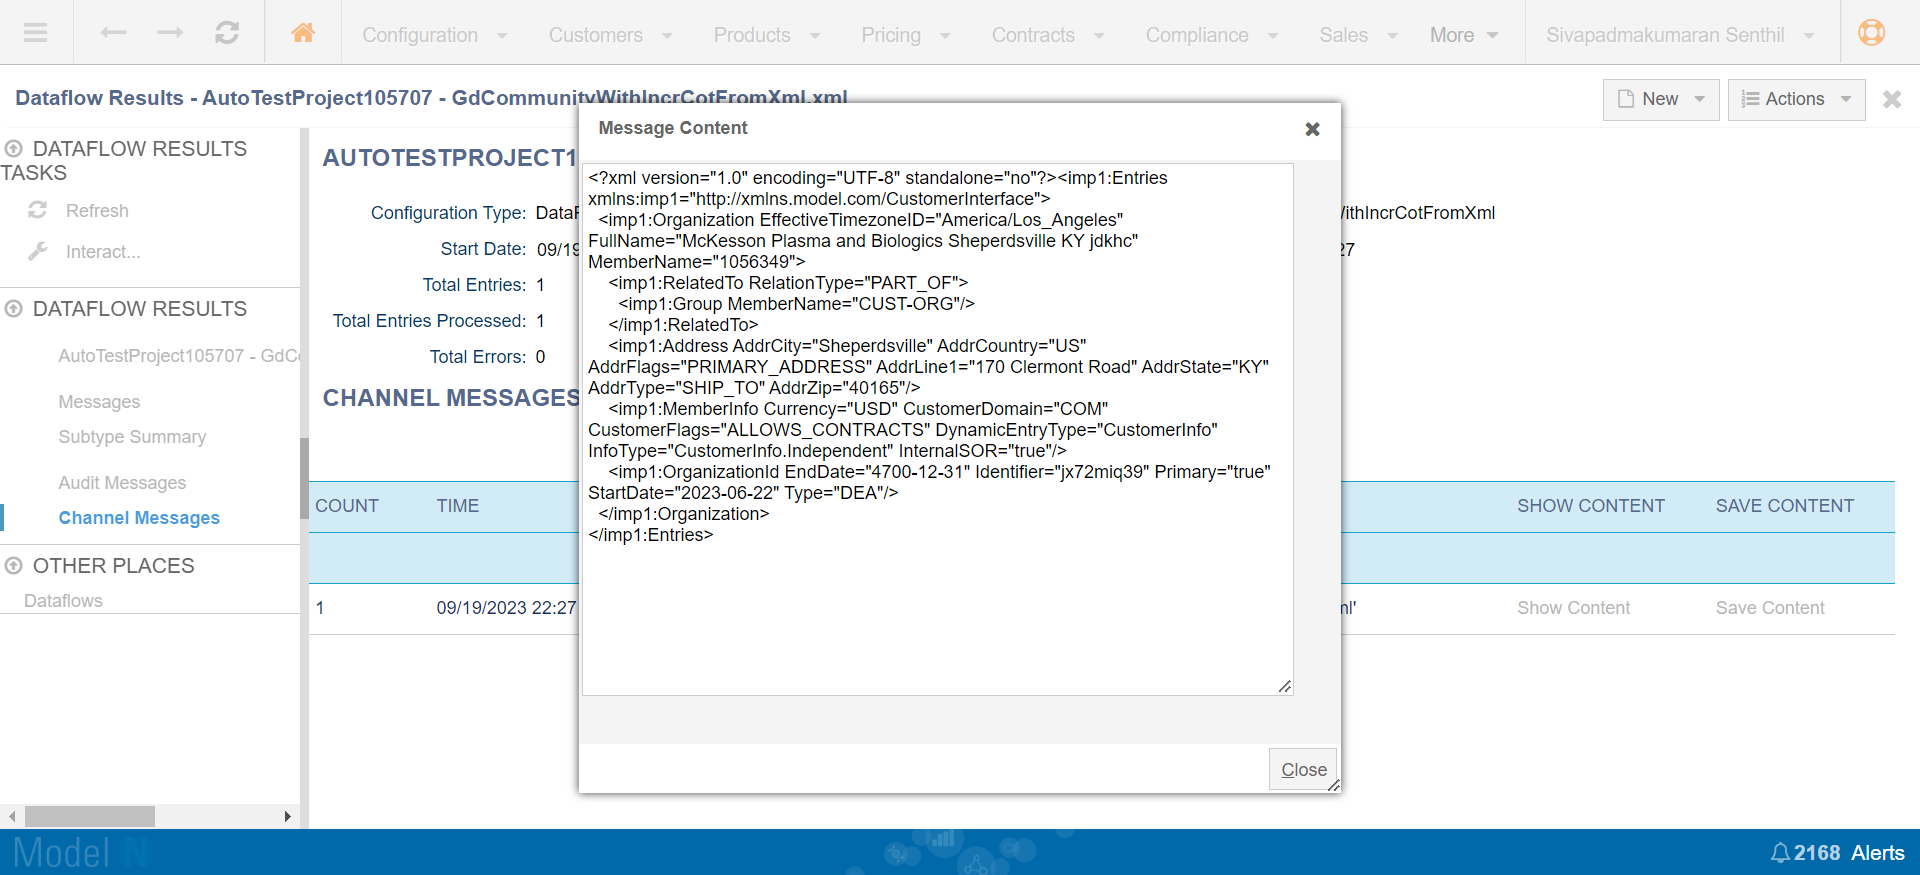 Configuration
Customers
Products
Pricing
Contracts
Compliance
Sales
More
Sivapadmakumaran Senthil
Dataflow Results - AutoTestProject105707 - GdCommunityWithIncrCotFromXml.xml
New
Actions
DATAFLOW RESULTS
TASKS
Refresh
Interact...
DATAFLOW RESULTS
AutoTestProject105707 - GdCo
Messages
Subtype Summary
Audit Messages
Channel Messages
OTHER PLACES
Dataflows
AUTOTESTPROJECT1
Configuration Type: DataF
Start Date: 09/19
Total Entries: 1
Total Entries Processed: 1
Total Errors: 0
ithIncrCotFromXml
27
CHANNEL MESSAGES
COUNT TIME SHOW CONTENT SAVE CONTENT
1 09/19/2023 22:27 ml' Show Content Save Content
Message Content
<?xml version="1.0" encoding="UTF-8" standalone="no"?><imp1:Entries
xmlns:imp1="http://xmlns.model.com/CustomerInterface">
<imp1:Organization EffectiveTimezoneID="America/Los_Angeles"
FullName="McKesson Plasma and Biologics Sheperdsville KY jdkhc"
MemberName="1056349">
<imp1:RelatedTo RelationType="PART_OF">
<imp1:Group MemberName="CUST-ORG"/>
</imp1:RelatedTo>
<imp1:Address AddrCity="Sheperdsville" AddrCountry="US"
AddrFlags="PRIMARY_ADDRESS" AddrLine1="170 Clermont Road" AddrState="KY"
AddrType="SHIP_TO" AddrZip="40165"/>
<imp1:MemberInfo Currency="USD" CustomerDomain="COM"
CustomerFlags="ALLOWS_CONTRACTS" DynamicEntryType="CustomerInfo"
InfoType="CustomerInfo.Independent" InternalSOR="true"/>
<imp1:OrganizationId EndDate="4700-12-31" Identifier="jx72miq39" Primary="true"
StartDate="2023-06-22" Type="DEA"/>
</imp1:Organization>
</imp1:Entries>
Close
Model N
2168 Alerts